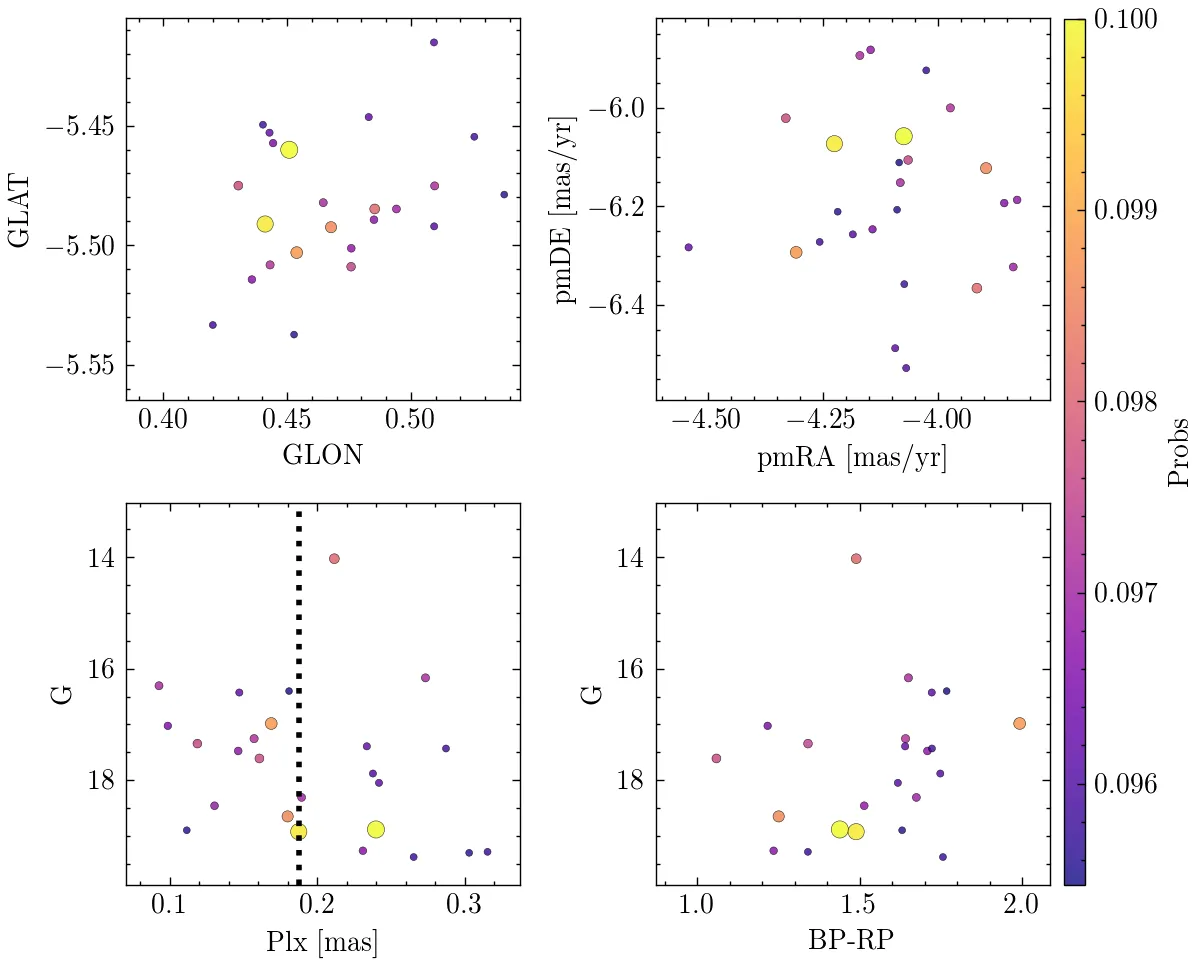 GLAT
−5.45
−5.50
−5.55
0.40 0.45 0.50
GLON
pmDE [mas/yr]
−6.0
−6.2
−6.4
−4.50 −4.25 −4.00
pmRA [mas/yr]
G
14
16
18
0.1 0.2 0.3
Plx [mas]
G
1.0 1.5 2.0
BP-RP
0.100
0.099
0.098
0.097
0.096
Probs